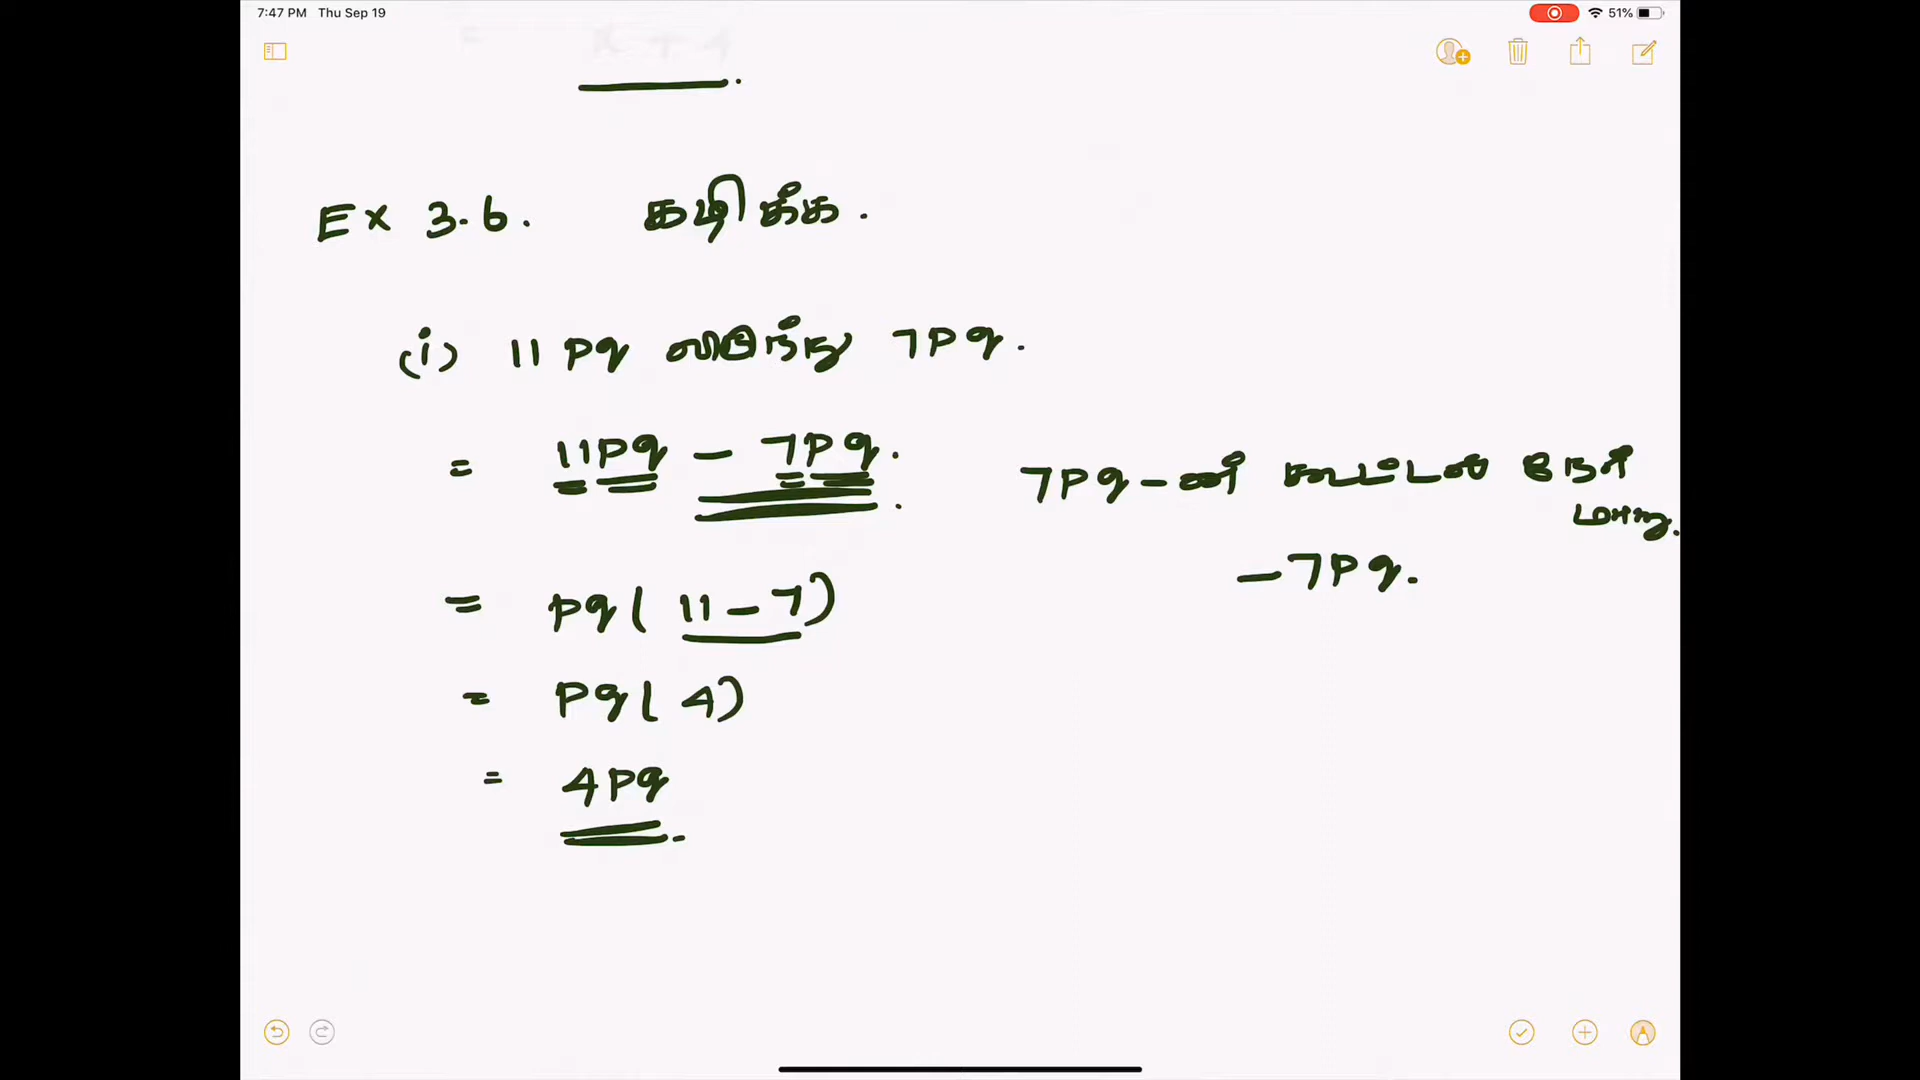 7:47 PM Thu Sep 19
51%
Ex 3.6. கழிக்க.
(i) 11pq லிருந்து 7pq.
= 11pq - 7pq.
7pq-ன் கூட்டல் நேர்
மாறு.
-7pq.
= pq(11-7)
= pq(4)
= 4pq